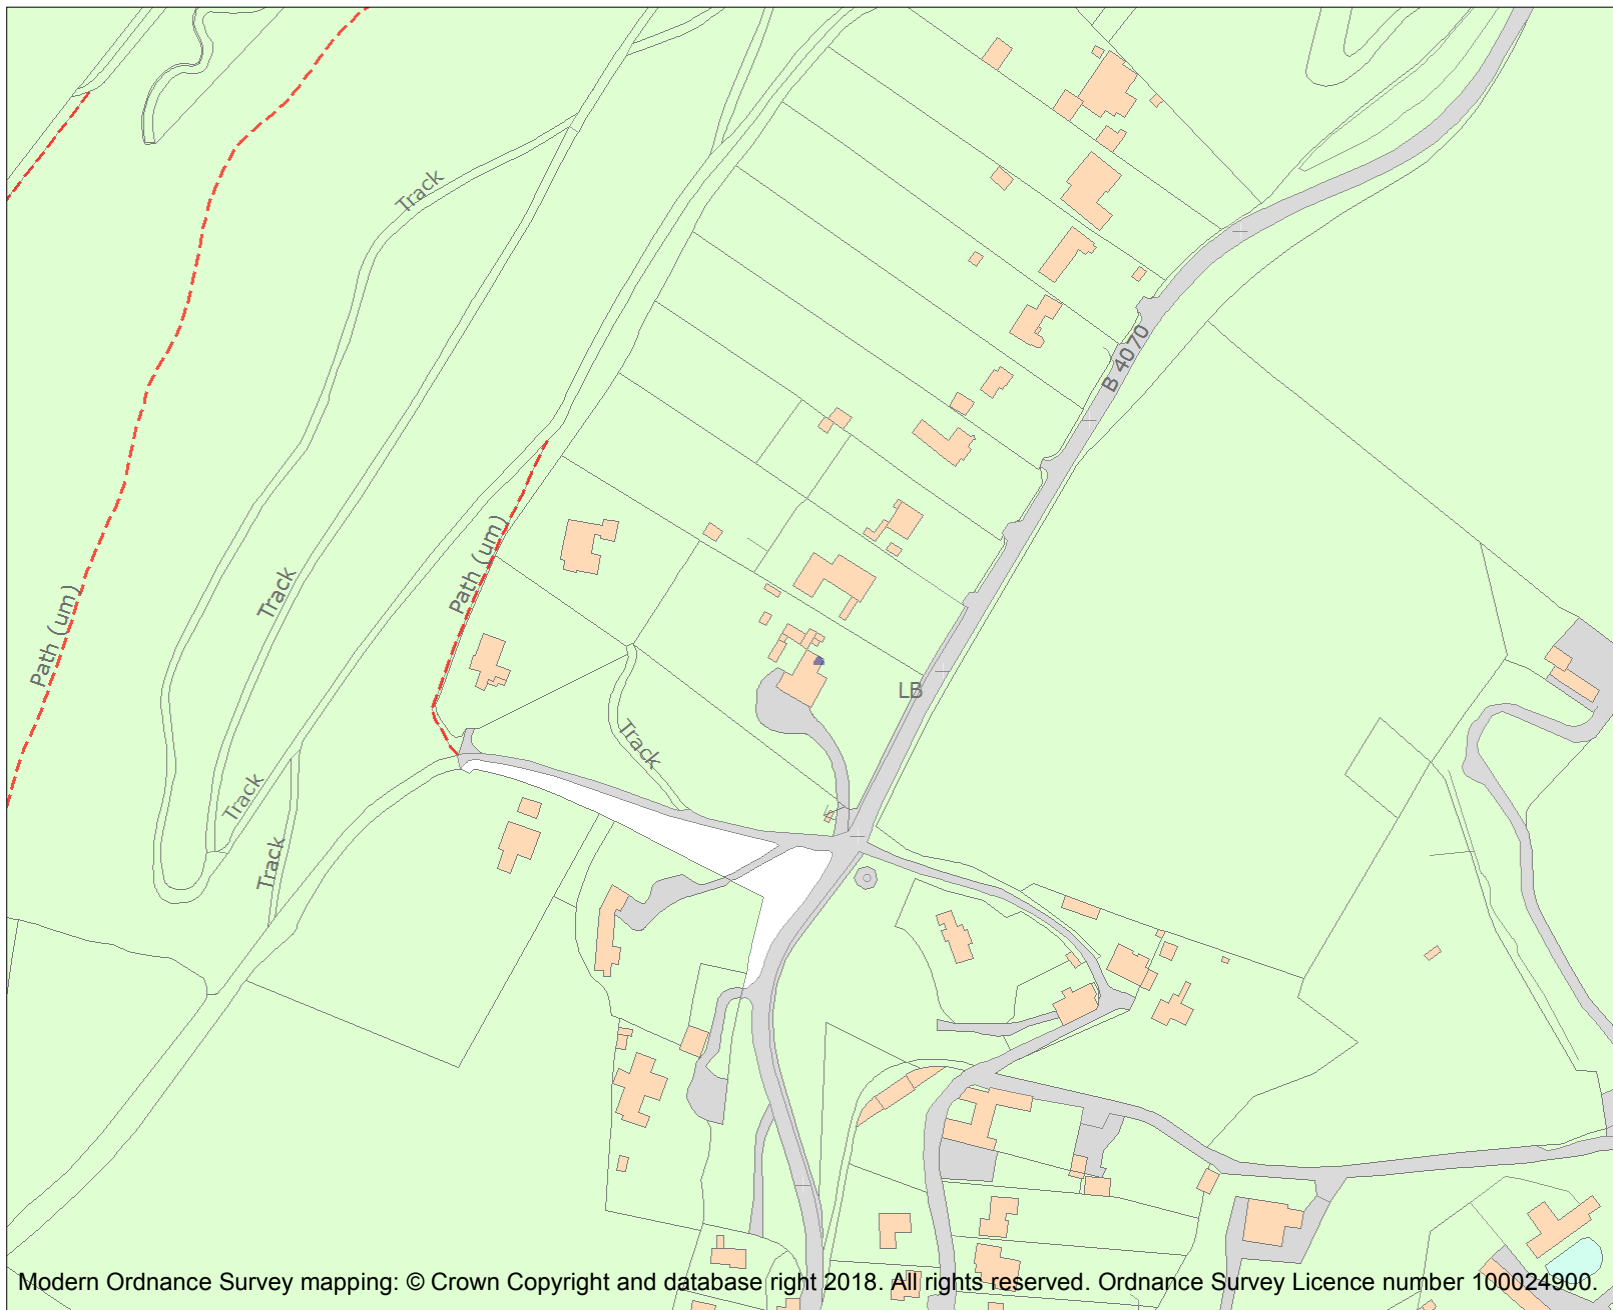 Track
B 4070
Path (um)
Track
Path (um)
LB
Track
Track
Track
Modern Ordnance Survey mapping: © Crown Copyright and database right 2018. All rights reserved. Ordnance Survey Licence number 100024900.